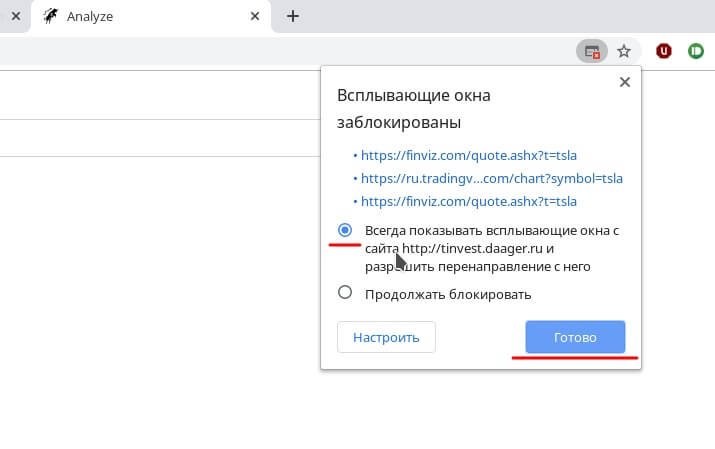 Analyze
Всплывающие окна
заблокированы
• https://finviz.com/quote.ashx?t=tsla
• https://ru.tradingv...com/chart?symbol=tsla
• https://finviz.com/quote.ashx?t=tsla
Всегда показывать всплывающие окна с
сайта http://tinvest.daager.ru и
разрешить перенаправление с него
Продолжать блокировать
Настроить
Готово